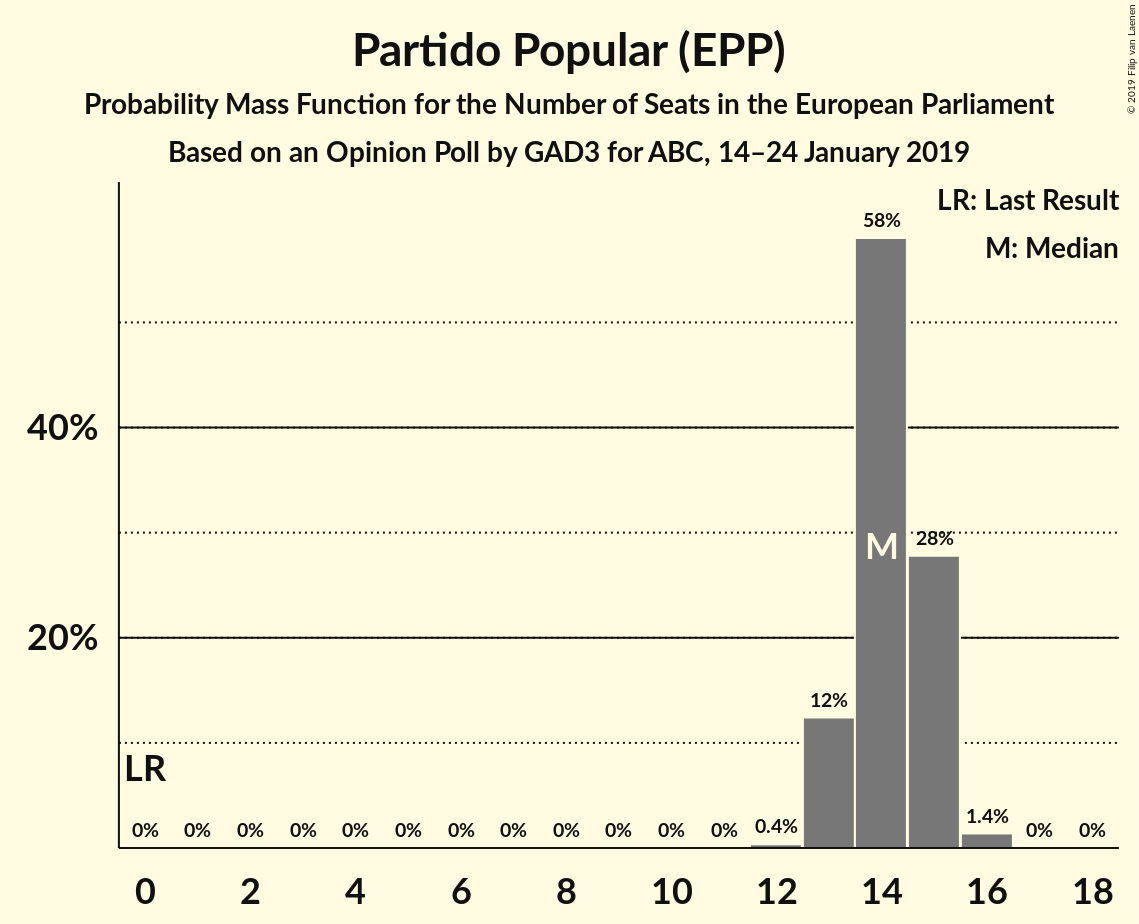 Partido Popular (EPP)
Probability Mass Function for the Number of Seats in the European Parliament
Based on an Opinion Poll by GAD3 for ABC, 14–24 January 2019
© 2019 Filip van Laenen
LR: Last Result
M: Median
58%
40%
M
28%
20%
12%
LR
0% 0% 0% 0% 0% 0% 0% 0% 0% 0% 0% 0% 0.4% 1.4% 0% 0%
0 2 4 6 8 10 12 14 16 18